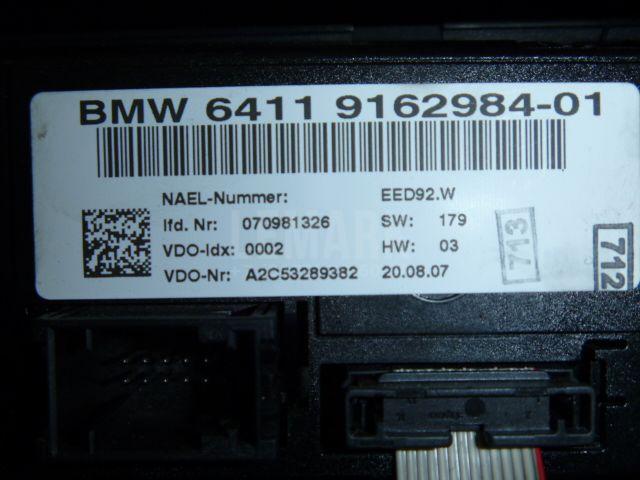 BMW 6411 9162984-01
NAEL-Nummer: EED92.W
lfd. Nr: 070981326 SW: 179
VDO-Idx: 0002 HW: 03
VDO-Nr: A2C53289382 20.08.07
713
712